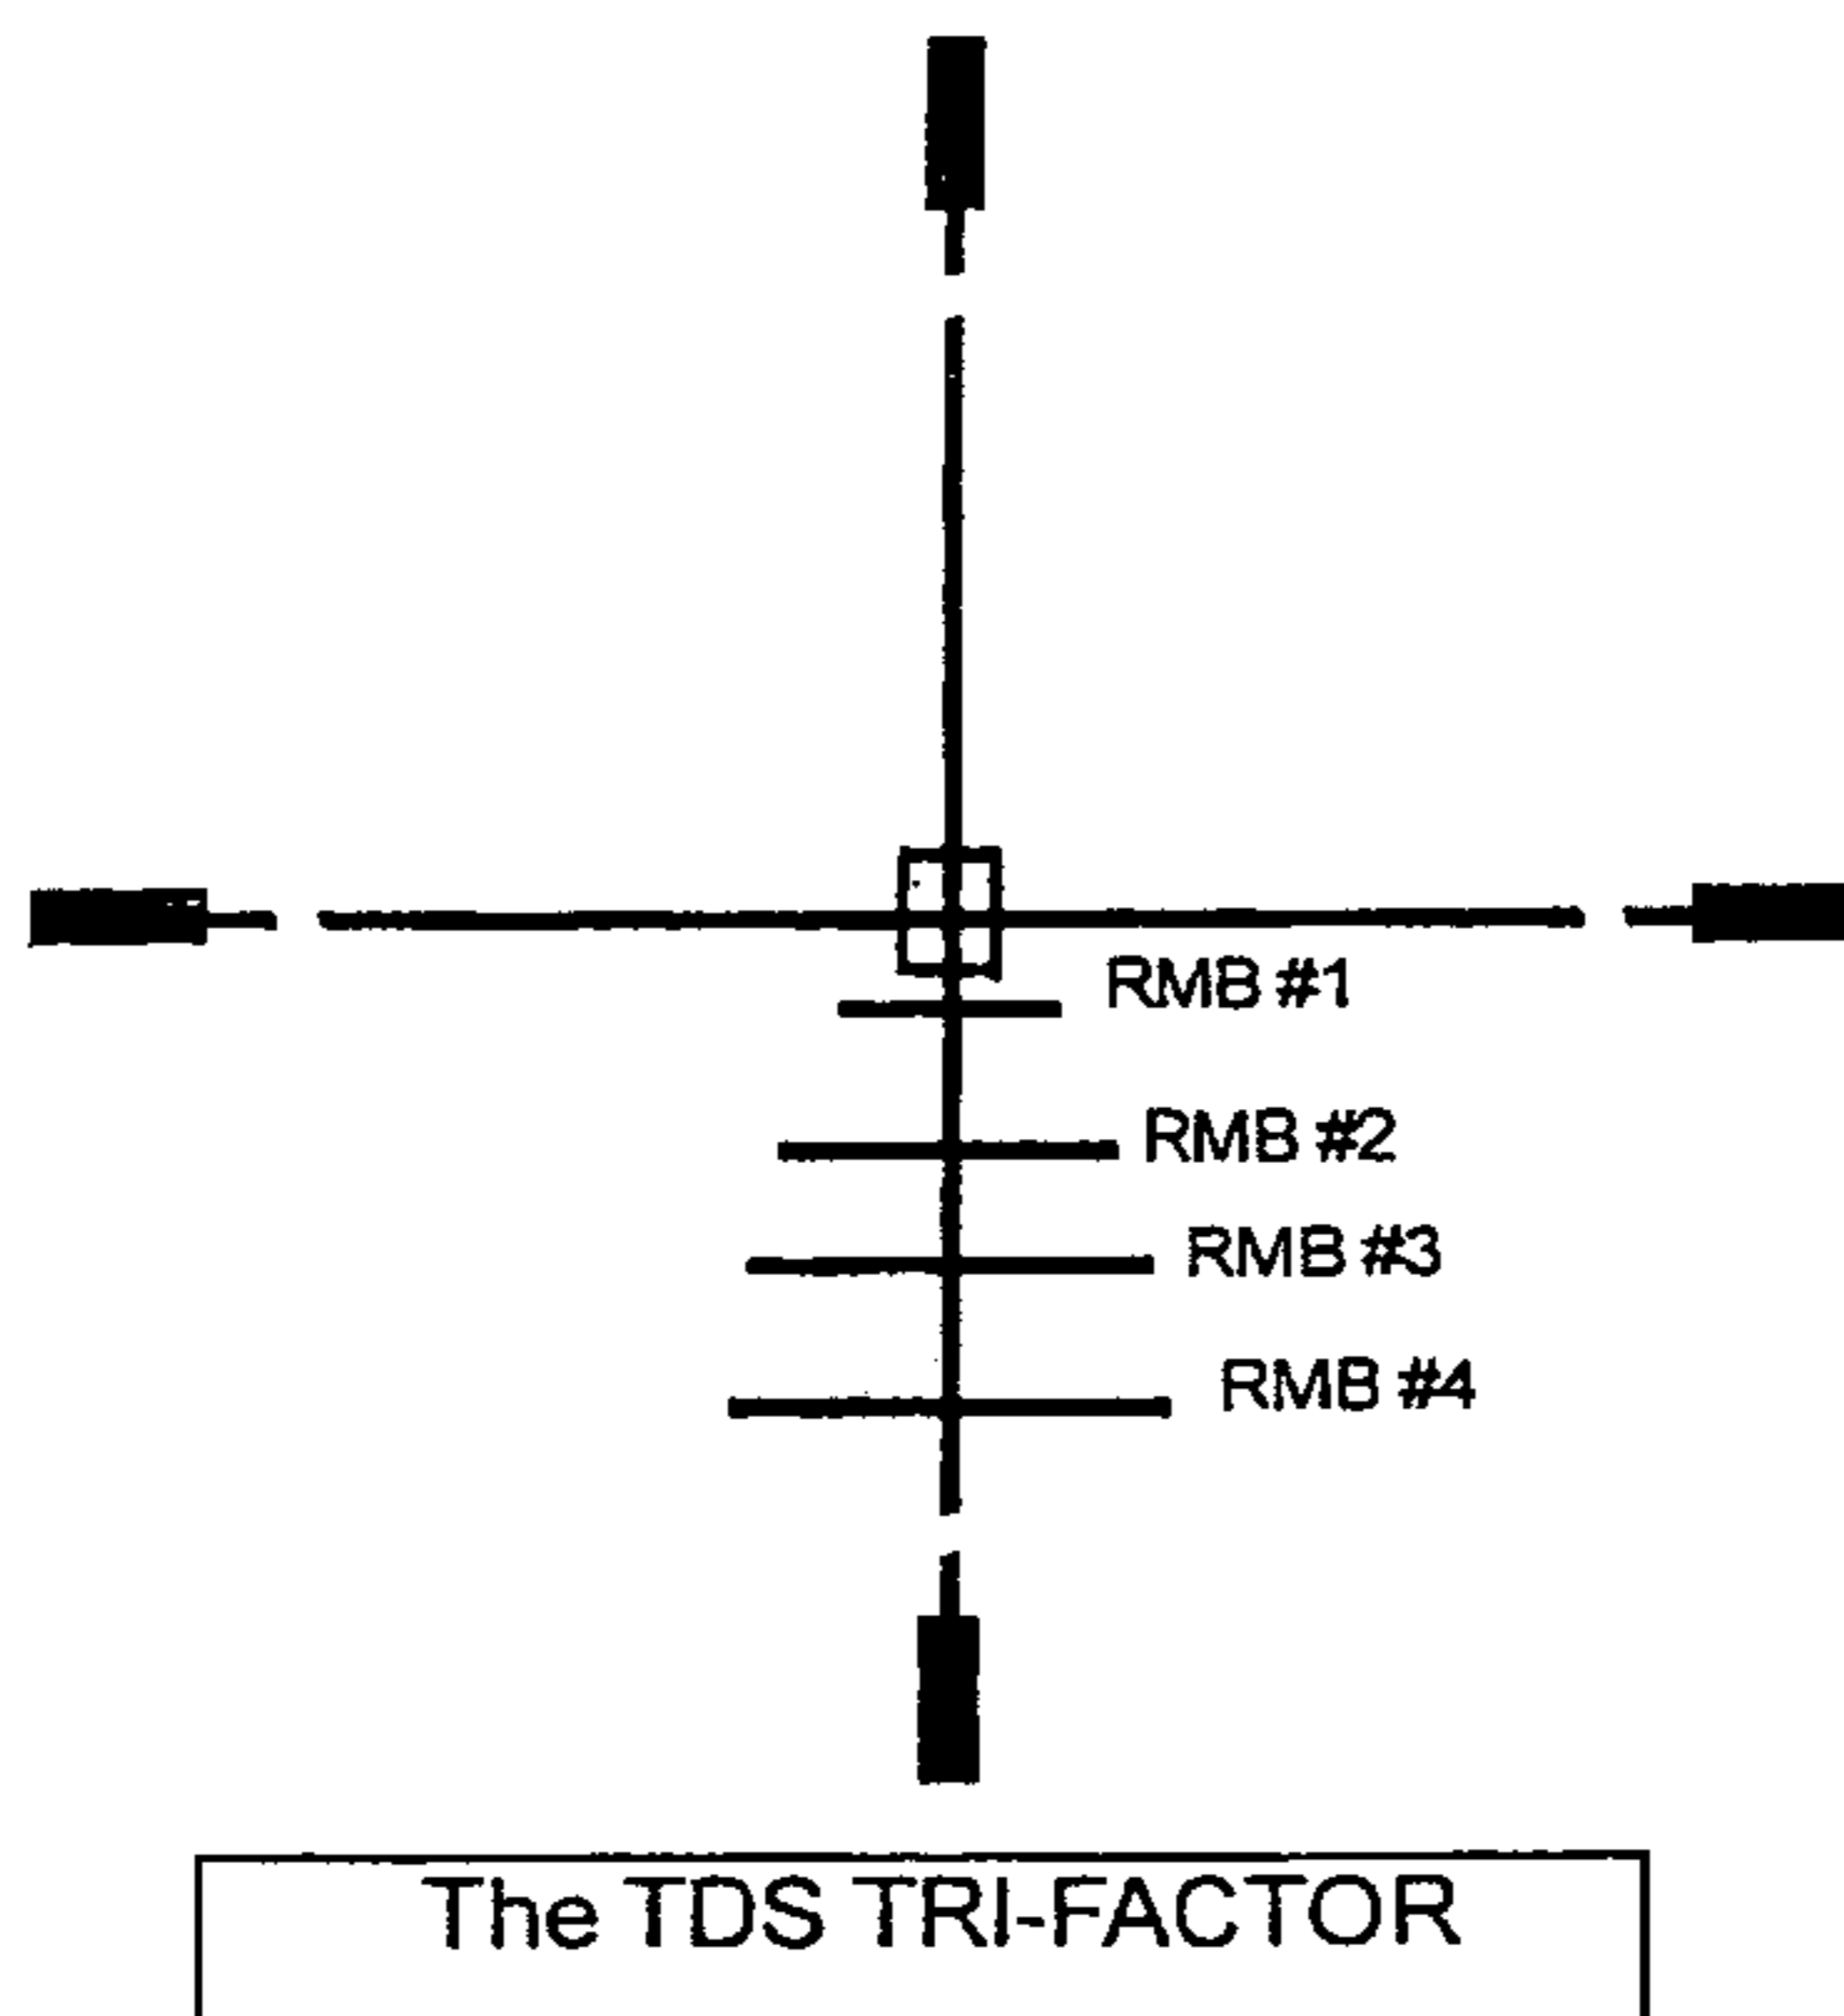 RMB #1
RMB #2
RMB #3
RMB #4
The TDS TRI-FACTOR